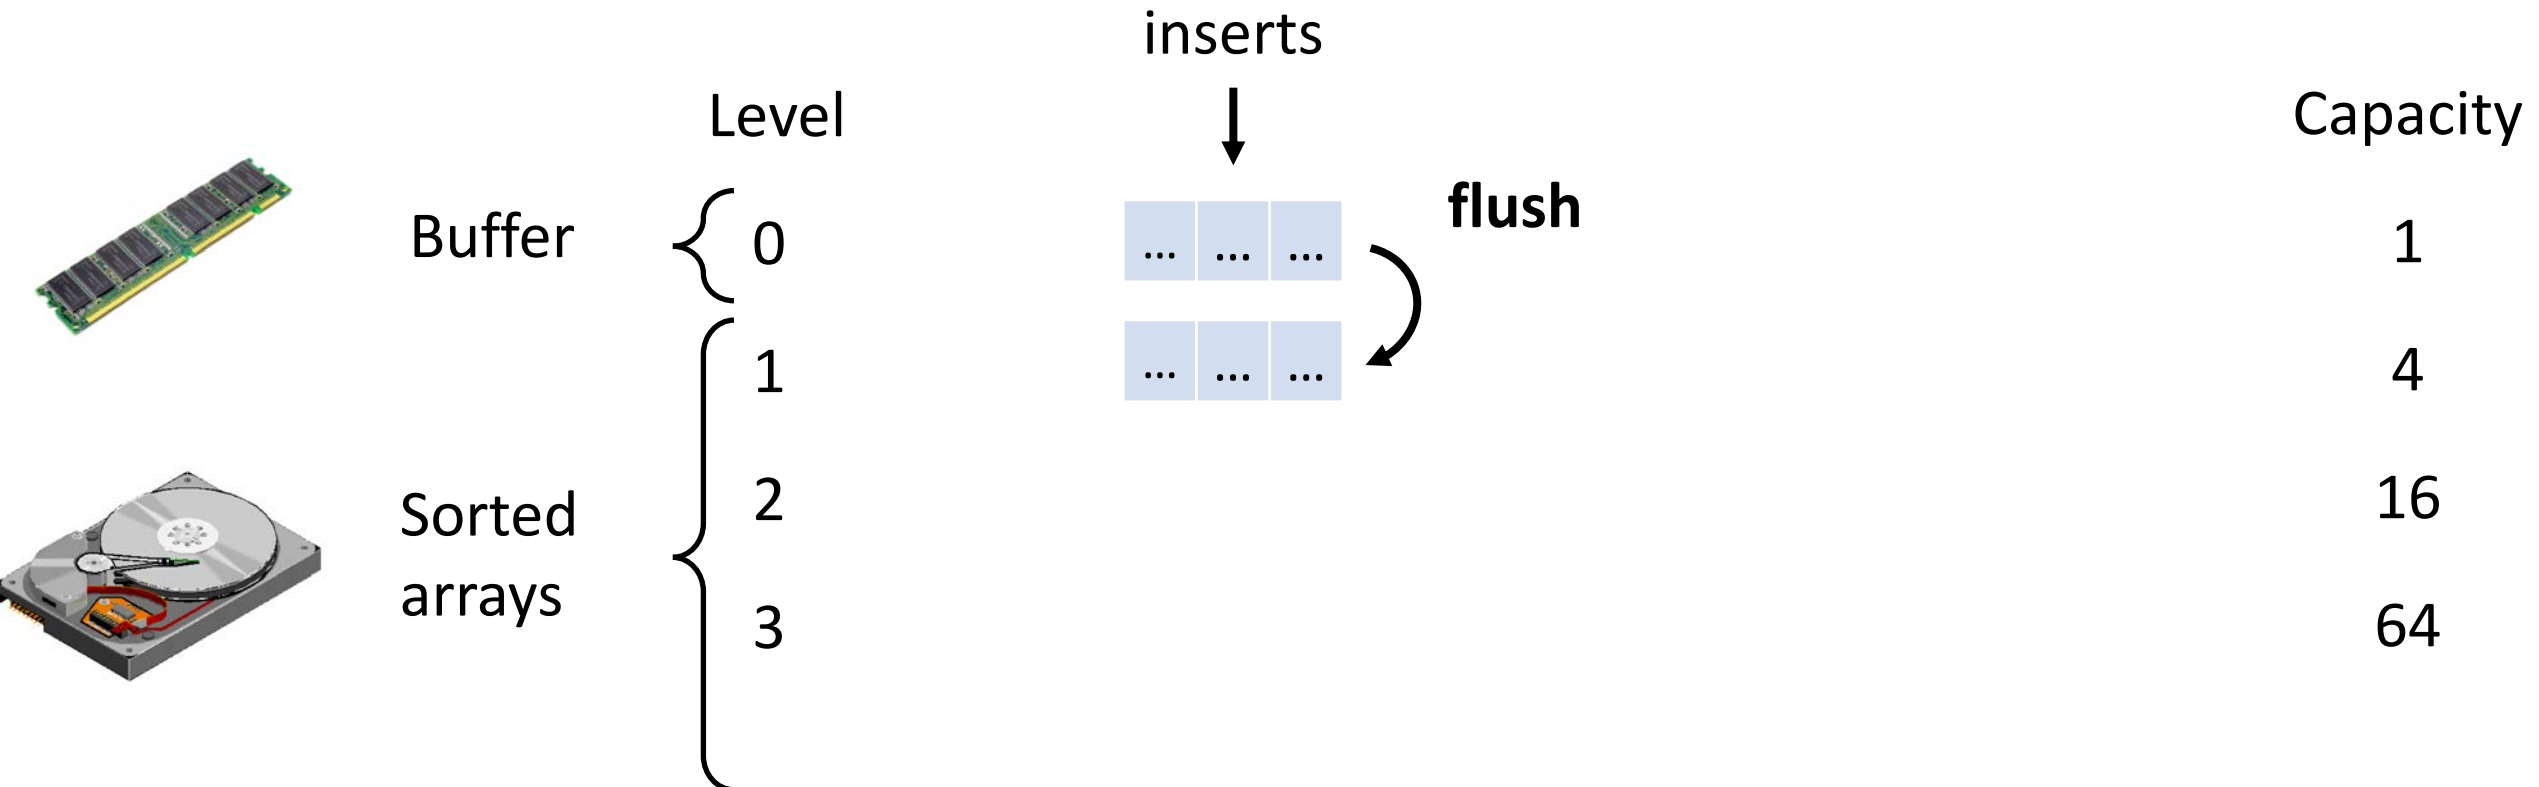 inserts
Level
Capacity
flush
Buffer
0
... ... ...
1
1
... ... ...
4
Sorted
arrays
2
16
3
64